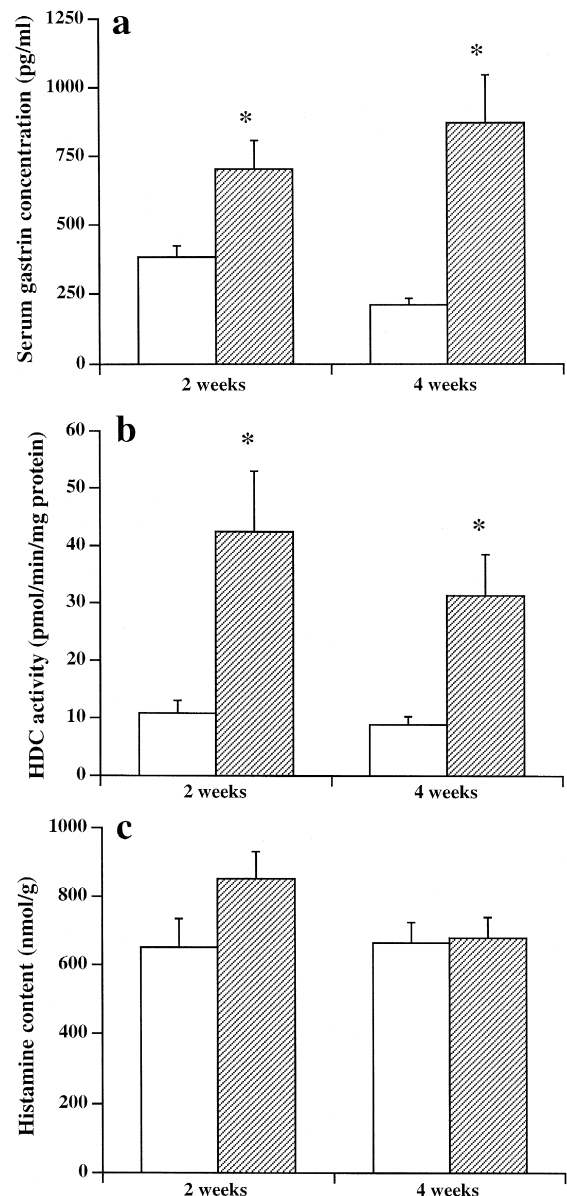 a
Serum gastrin concentration (pg/ml)
1250
1000
750
500
250
0
*
*
2 weeks
4 weeks
b
HDC activity (pmol/min/mg protein)
60
50
40
30
20
10
0
*
*
2 weeks
4 weeks
c
Histamine content (nmol/g)
1000
800
600
400
200
0
2 weeks
4 weeks